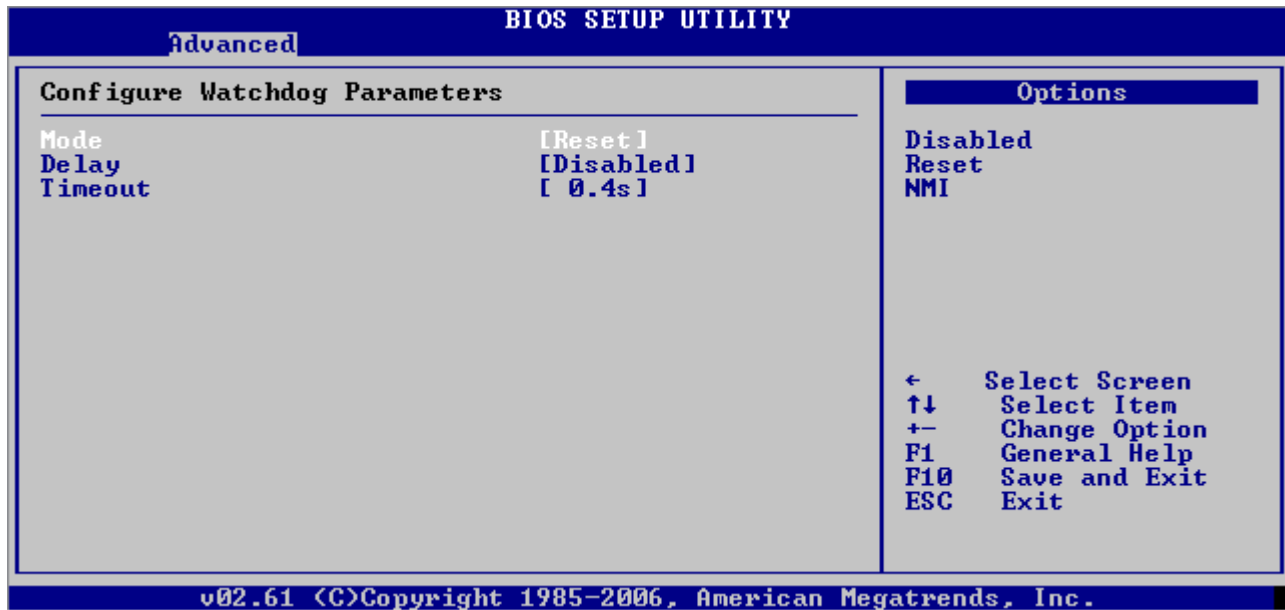 BIOS SETUP UTILITY
Advanced
Configure Watchdog Parameters
Mode [Reset]
Delay [Disabled]
Timeout [ 0.4s]
Options
Disabled
Reset
NMI
← Select Screen
↑↓ Select Item
+- Change Option
F1 General Help
F10 Save and Exit
ESC Exit
v02.61 (C)Copyright 1985-2006, American Megatrends, Inc.